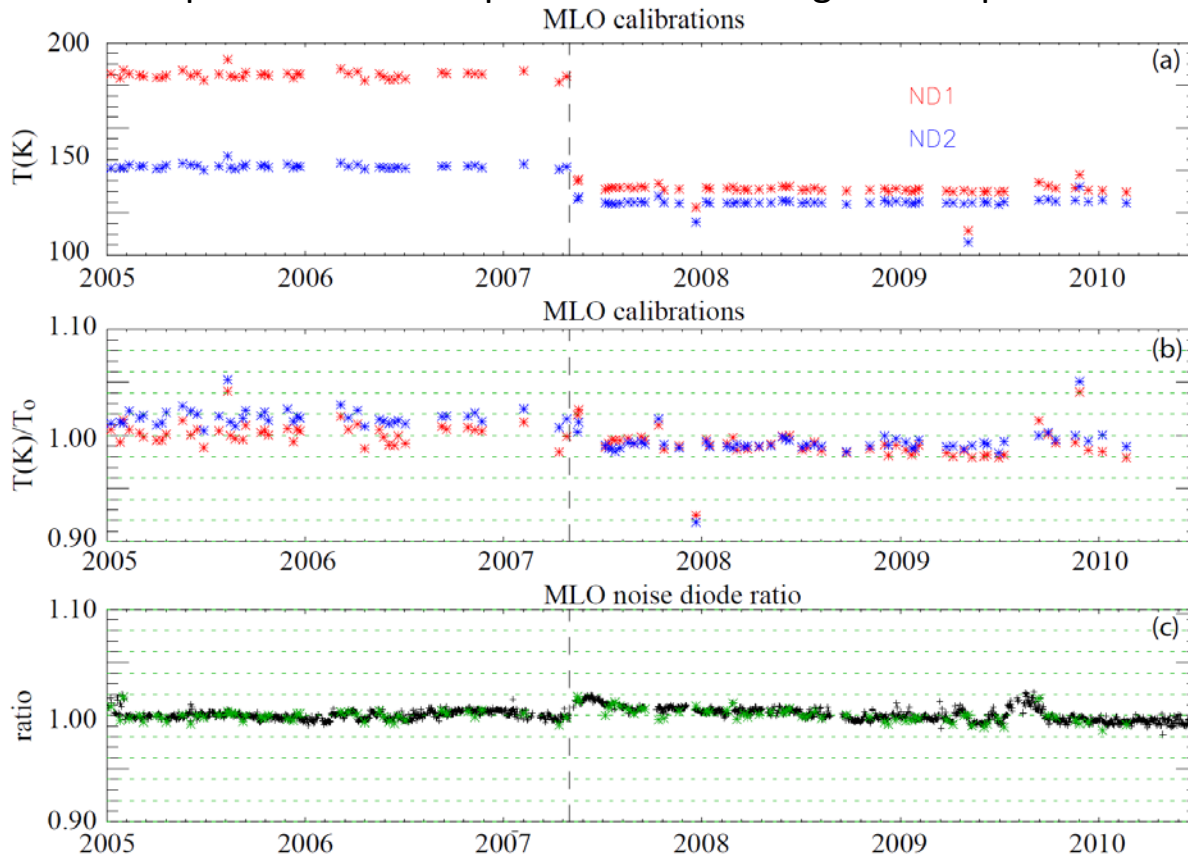 MLO calibrations
200
(a)
ND1
ND2
T(K)
150
100
2005 2006 2007 2008 2009 2010
MLO calibrations
1.10
(b)
T(K)/To
1.00
0.90
2005 2006 2007 2008 2009 2010
MLO noise diode ratio
1.10
(c)
ratio
1.00
0.90
2005 2006 2007 2008 2009 2010